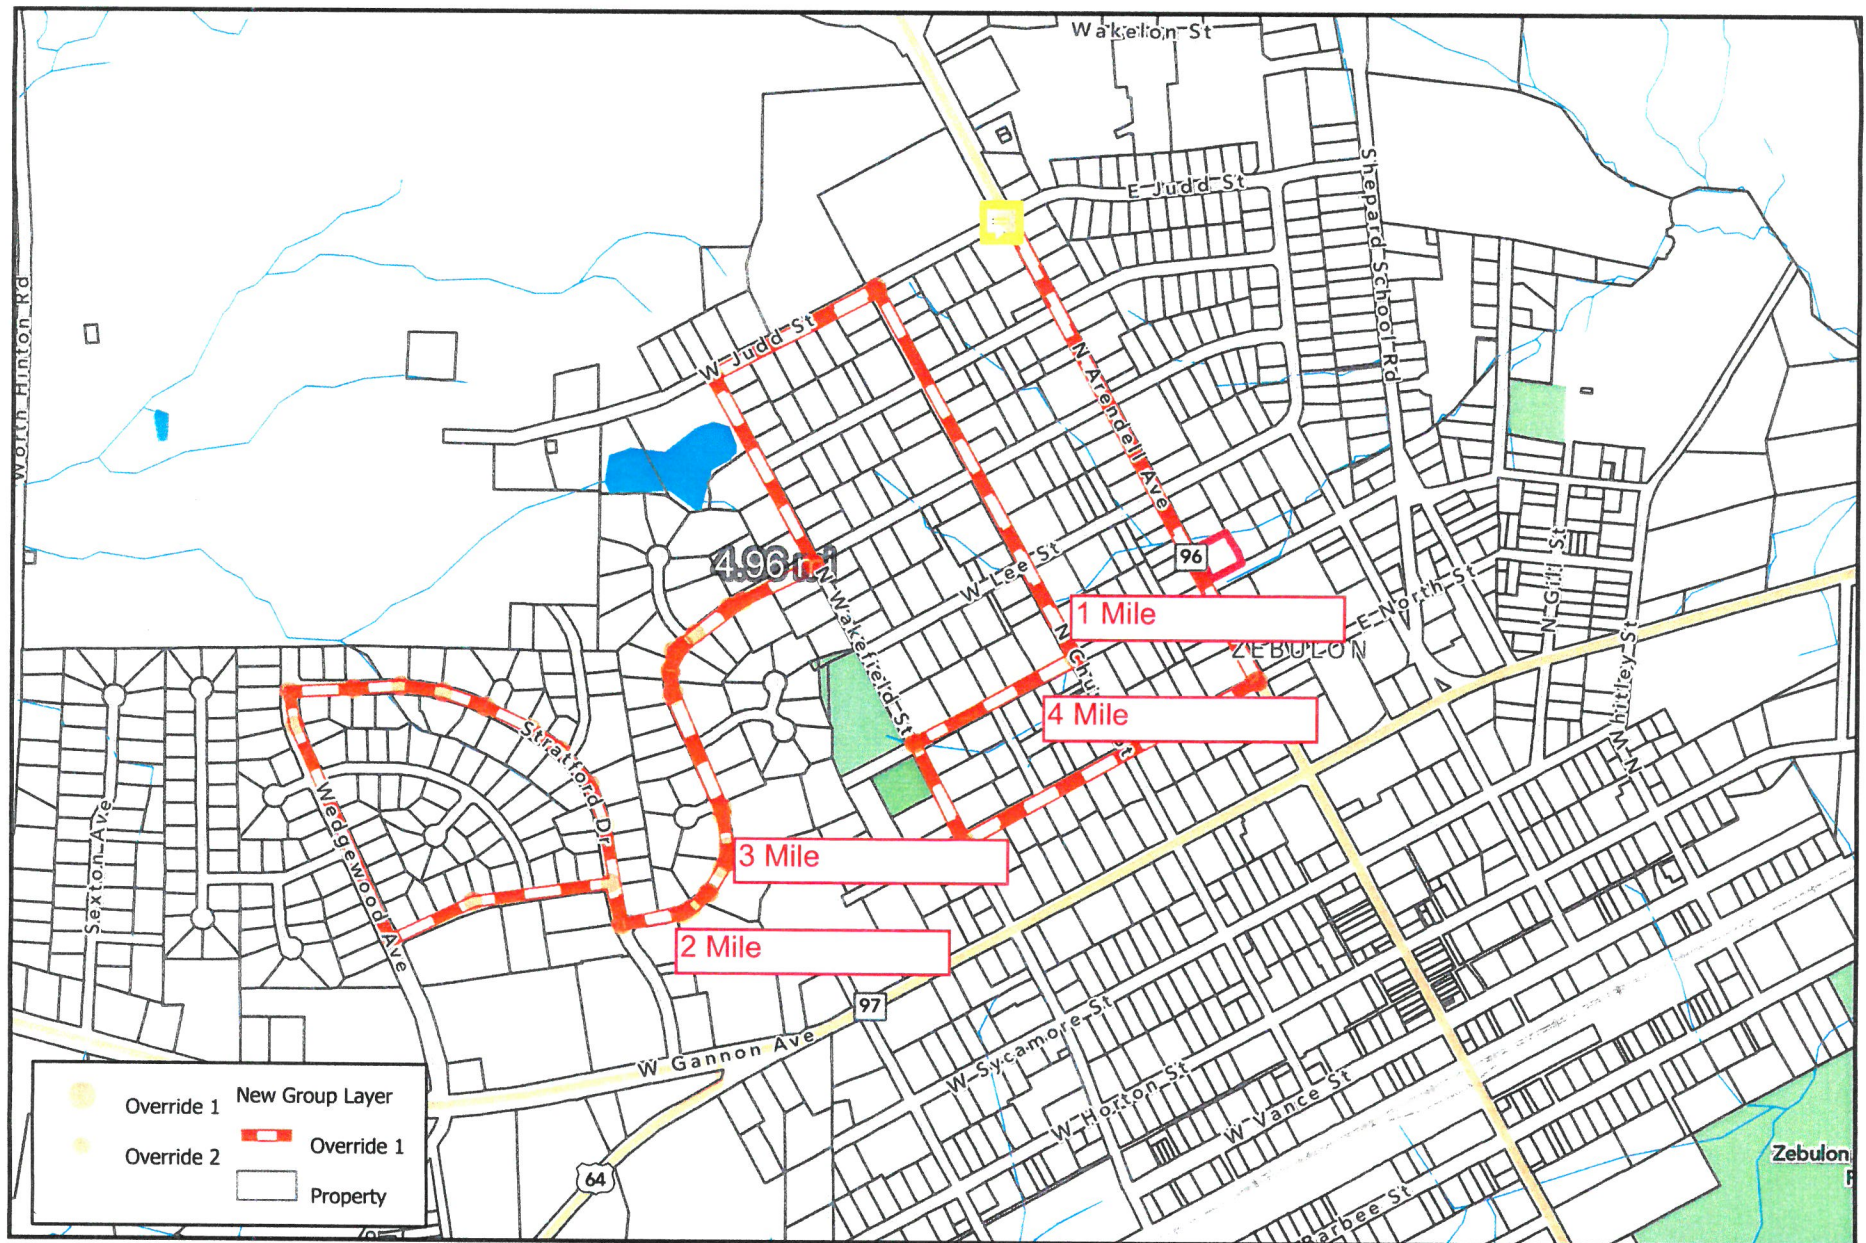 Wakelon St
E Judd St
Shepard School Rd
Worth Hinton Rd
W Judd St
N Arendell Ave
4.96 mi
96
W Lee St
N Wakefield St
N Church St
1 Mile
E North St
N Gill St
ZEBULON
N Whitley St
4 Mile
Stratford Dr
Wedgewood Ave
Sexton Ave
3 Mile
2 Mile
97
W Gannon Ave
W Sycamore St
W Horton St
W Vance St
64
Barbee St
Zebulon
Override 1
New Group Layer
Override 2
Override 1
Property